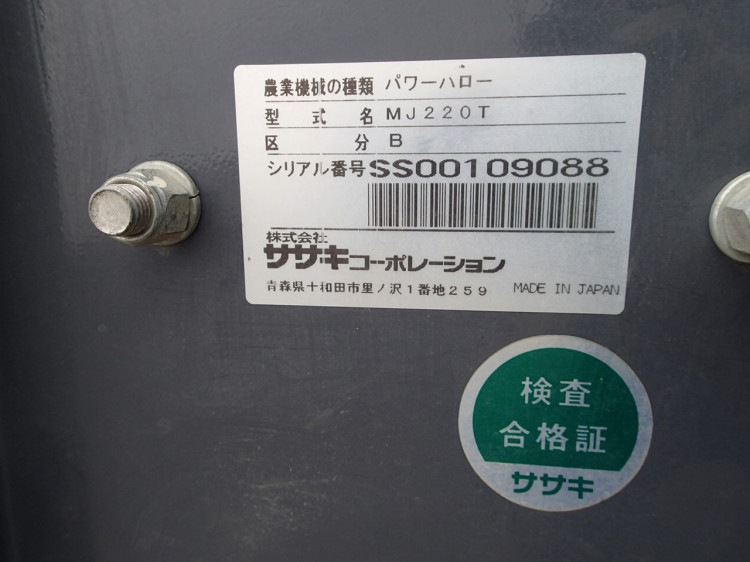 農業機械の種類 パワーハロー
型式名 MJ220T
区分 B
シリアル番号 SS00109088
株式会社
ササキコーポレーション
青森県十和田市里ノ沢1番地259 MADE IN JAPAN
検査
合格証
ササキ